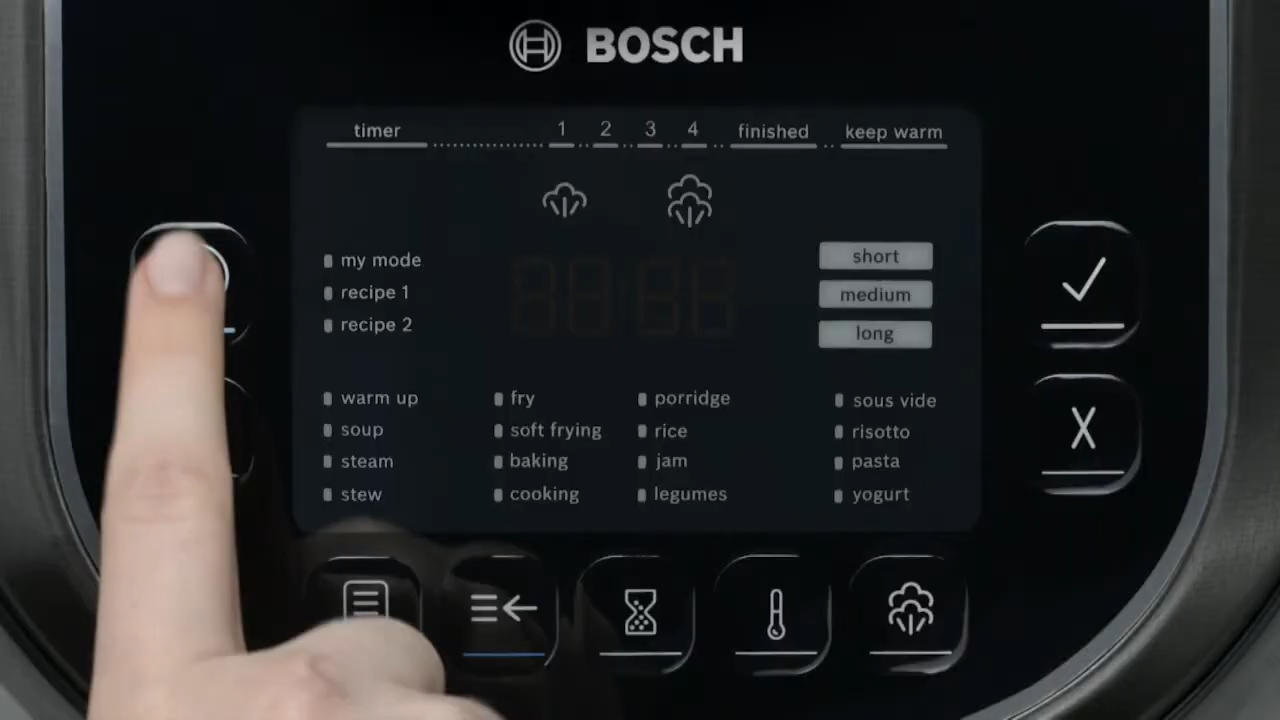 BOSCH
timer 1 2 3 4 finished keep warm
my mode short
recipe 1 medium
recipe 2 long
warm up fry porridge sous vide
soup soft frying rice risotto
steam baking jam pasta
stew cooking legumes yogurt